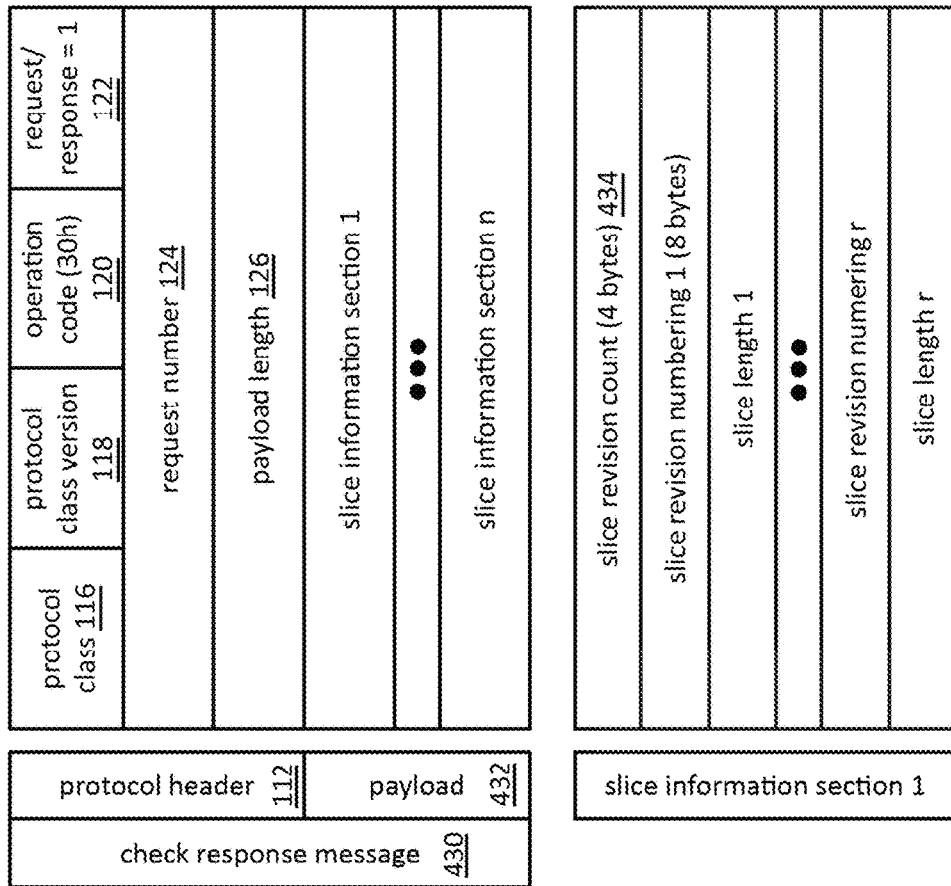 protocol
class 116
protocol
class version
118
operation
code (30h)
120
request/
response = 1
122
request number 124
payload length 126
slice information section 1
slice information section n
protocol header 112
payload 432
check response message 430
slice revision count (4 bytes) 434
slice revision numbering 1 (8 bytes)
slice length 1
slice revision numering r
slice length r
slice information section 1